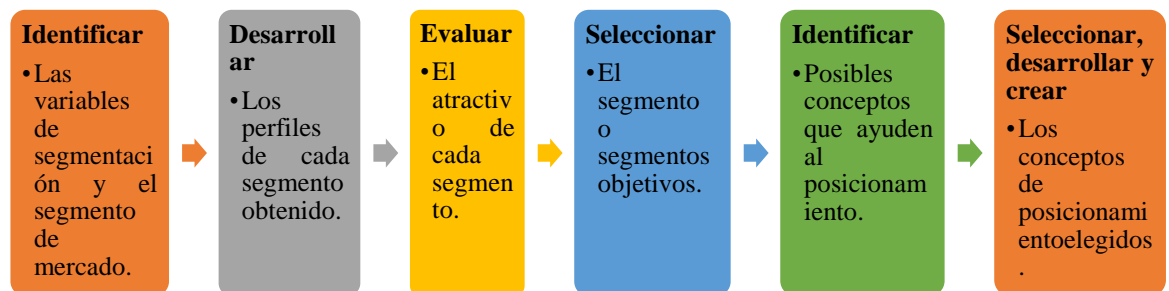 Identificar
•Las
variables
de
segmentaci
ón y el
segmento
de
mercado.
Desarroll
ar
•Los
perfiles
de cada
segmento
obtenido.
Evaluar
•El
atractiv
o de
cada
segmen
to.
Seleccionar
•El
segmento
o
segmentos
objetivos.
Identificar
•Posibles
conceptos
que ayuden
al
posicionam
iento.
Seleccionar,
desarrollar y
crear
•Los
conceptos
de
posicionami
entoelegidos
.